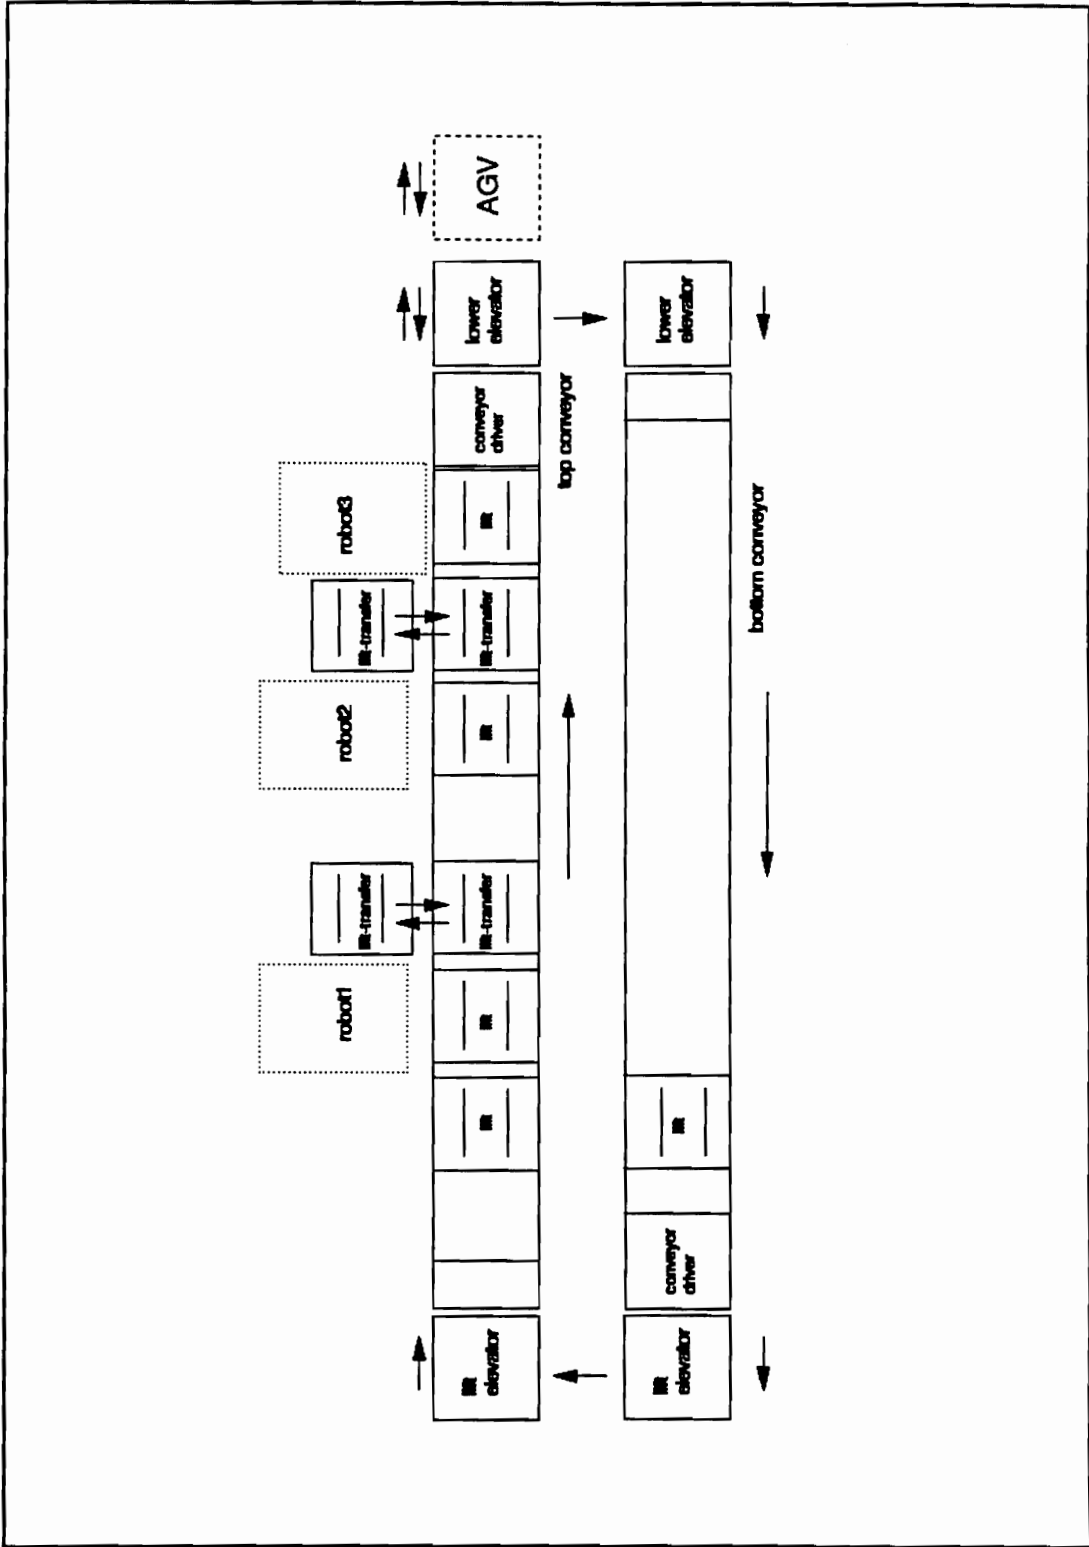 robot1
robot2
robot3
lift-transfer
lift-transfer
lift
elevator
lift
lift
lift-transfer
lift
lift-transfer
lift
conveyor
driver
lower
elevator
AGV
top conveyor
lift
elevator
conveyor
driver
lift
lower
elevator
bottom conveyor